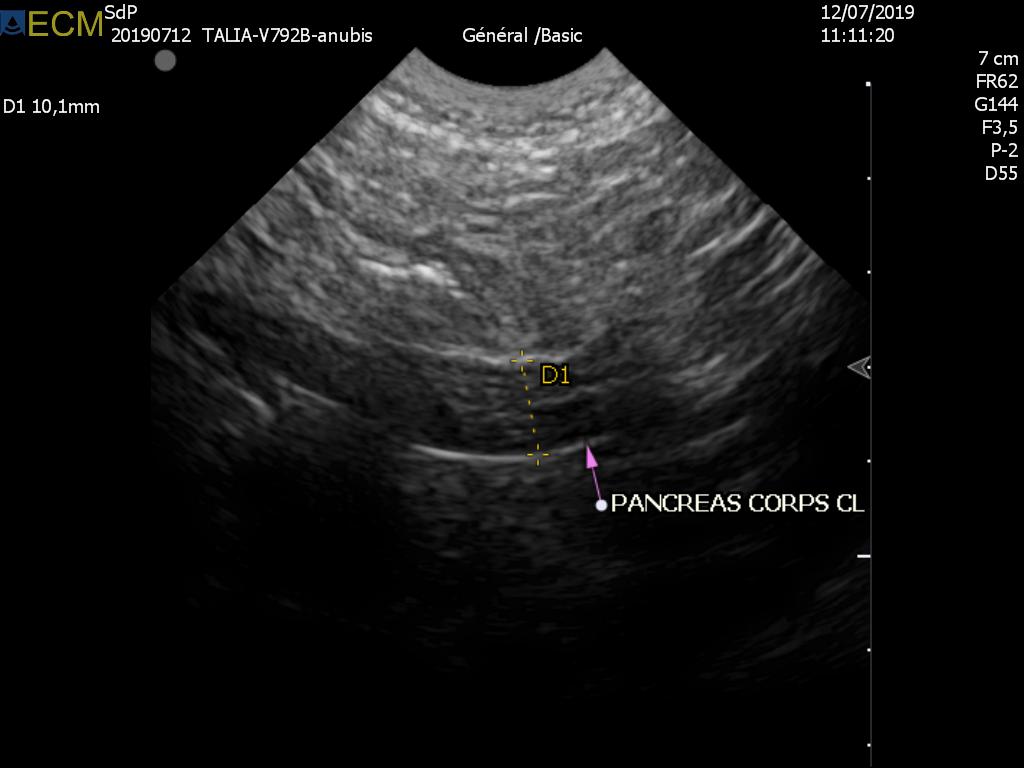 ECM
SdP
20190712 TALIA-V792B-anubis
Général /Basic
12/07/2019
11:11:20
D1 10,1mm
7 cm
FR62
G144
F3,5
P-2
D55
D1
PANCREAS CORPS CL